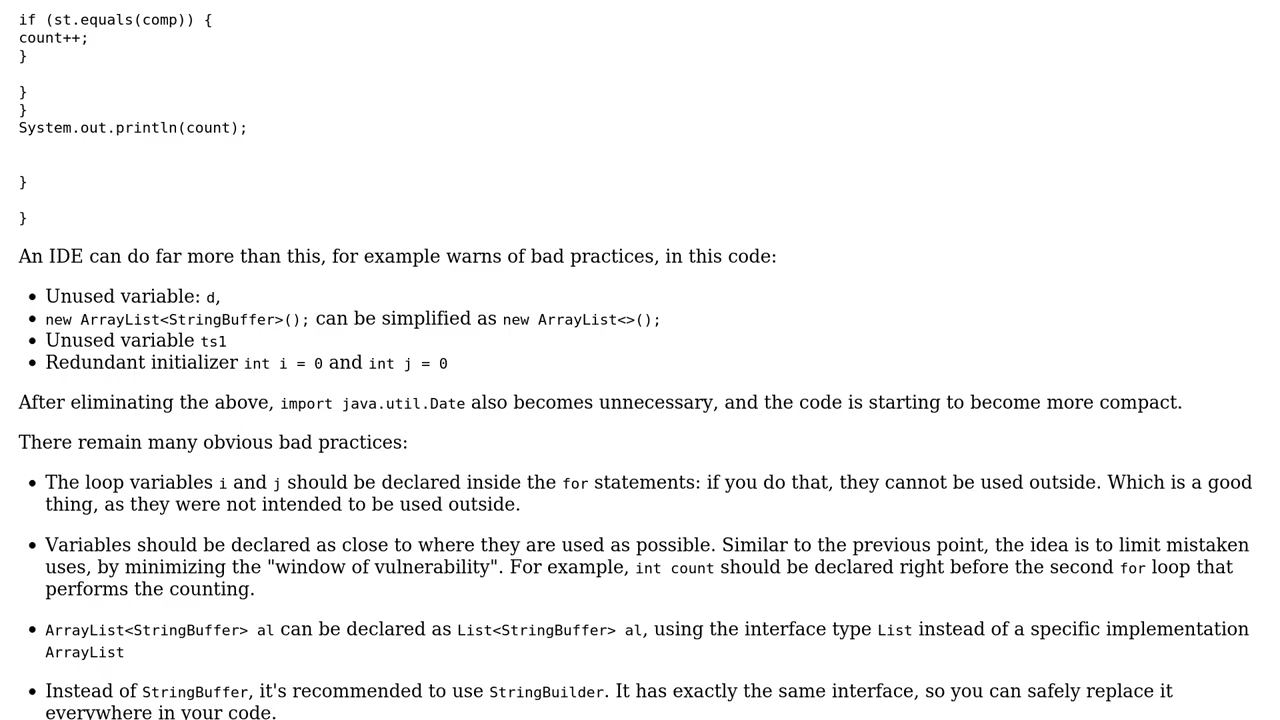 if (st.equals(comp)) {
count++;
}
}
}
System.out.println(count);
}
}
An IDE can do far more than this, for example warns of bad practices, in this code:
• Unused variable: d,
• new ArrayList<StringBuffer>(); can be simplified as new ArrayList<>();
• Unused variable ts1
• Redundant initializer int i = 0 and int j = 0
After eliminating the above, import java.util.Date also becomes unnecessary, and the code is starting to become more compact.
There remain many obvious bad practices:
• The loop variables i and j should be declared inside the for statements: if you do that, they cannot be used outside. Which is a good
thing, as they were not intended to be used outside.
• Variables should be declared as close to where they are used as possible. Similar to the previous point, the idea is to limit mistaken
uses, by minimizing the "window of vulnerability". For example, int count should be declared right before the second for loop that
performs the counting.
• ArrayList<StringBuffer> al can be declared as List<StringBuffer> al, using the interface type List instead of a specific implementation
ArrayList
• Instead of StringBuffer, it's recommended to use StringBuilder. It has exactly the same interface, so you can safely replace it
everywhere in your code.